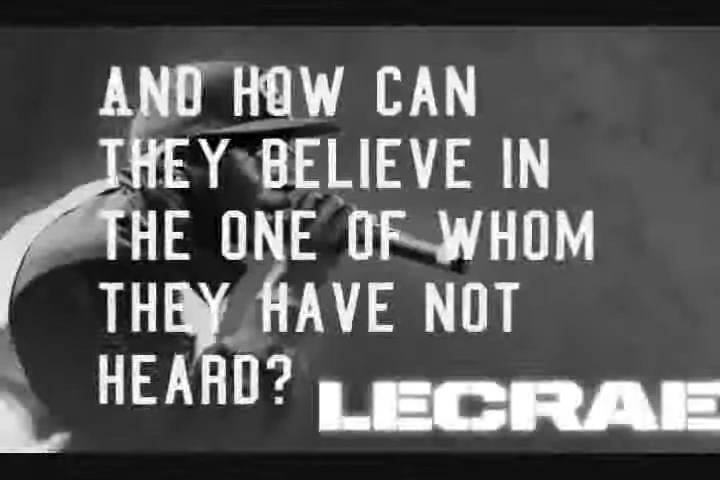 AND HOW CAN
THEY BELIEVE IN
THE ONE OF WHOM
THEY HAVE NOT
HEARD?
LECRAE